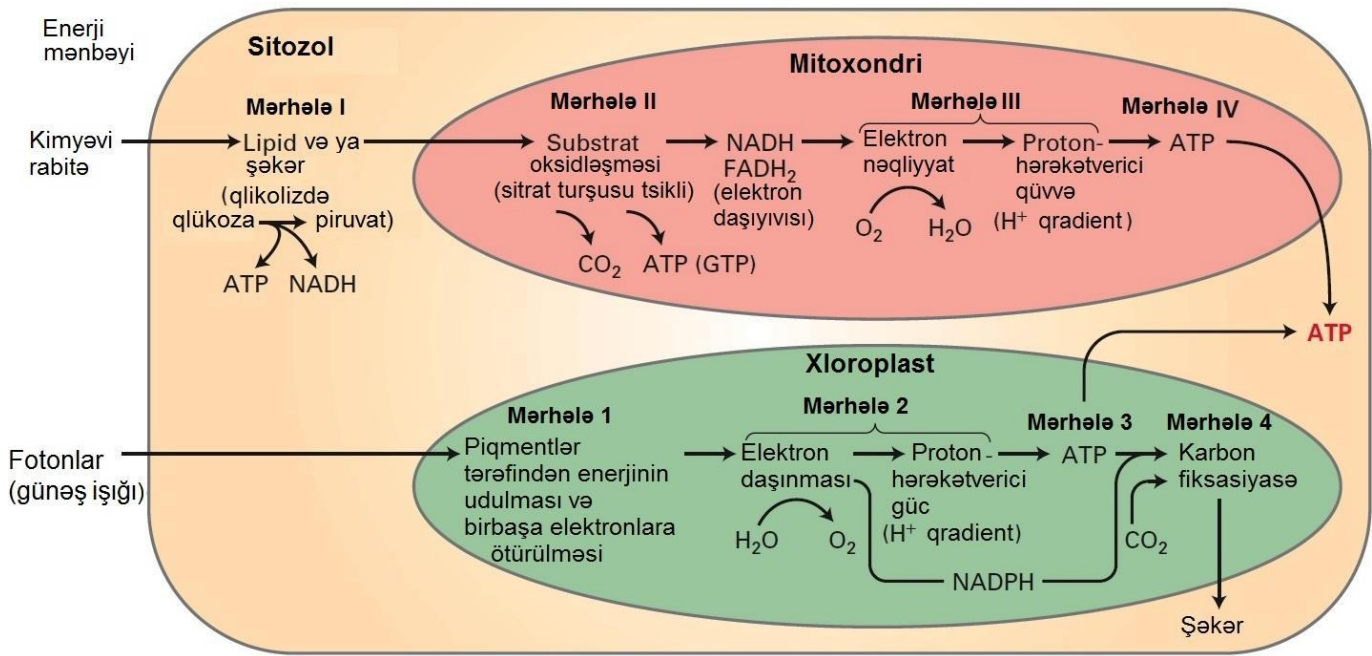 Enerji
mənbəyi
Sitozol
Mitoxondri
Mərhələ I
Mərhələ II
Mərhələ III
Mərhələ IV
Kimyəvi
rabitə
Lipid və ya
şəkər
(qlikolizdə
qlükoza
piruvat)
ATP
NADH
Substrat
oksidləşməsi
(sitrat turşusu tsikli)
CO₂
ATP (GTP)
NADH
FADH₂
(elektron
daşıyıvısı)
Elektron
nəqliyyat
O₂
H₂O
Proton-
hərəkətverici
qüvvə
(H⁺ qradient)
ATP
ATP
Xloroplast
Mərhələ 1
Mərhələ 2
Mərhələ 3
Mərhələ 4
Fotonlar
(günəş işığı)
Piqmentlər
tərəfindən enerjinin
udulması və
birbaşa elektronlara
ötürülməsi
Elektron
daşınması
H₂O
O₂
Proton-
hərəkətverici
güc
(H⁺ qradient)
ATP
Karbon
fiksasiyasə
CO₂
NADPH
Şəkər